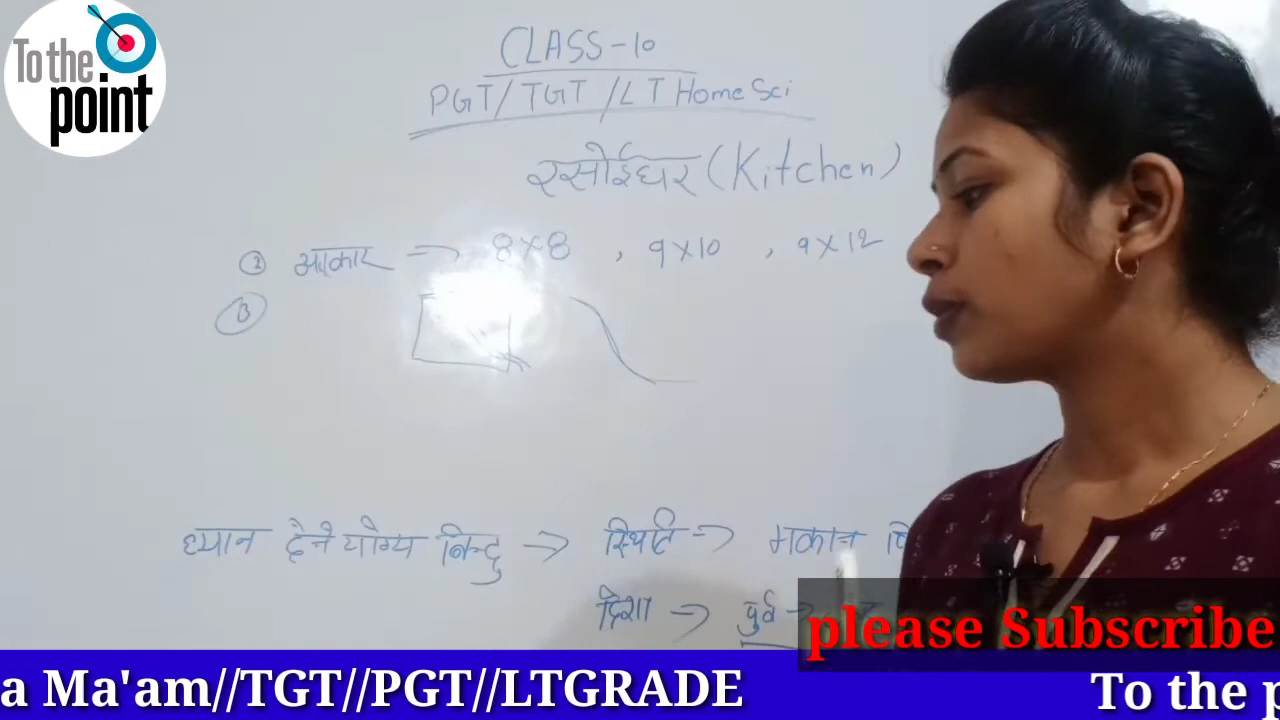 To the
point
CLASS-10
PGT/TGT/LT Home Sci
रसोईघर (Kitchen)
② आकार → 8×8 , 9×10 , 9×12
③
ध्यान देने योग्य बिन्दु → स्थिति → मकान
दिशा → पुर्व →
please Subscribe
a Ma'am//TGT//PGT//LTGRADE
To the p